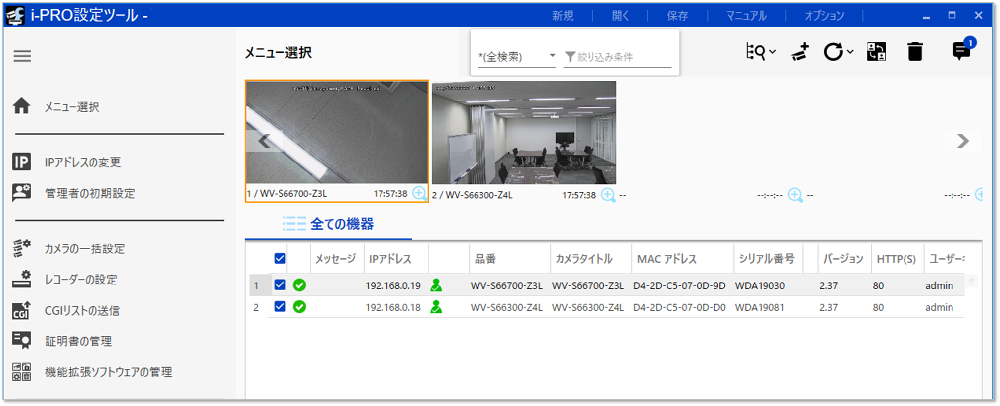 i-PRO設定ツール -
新規
開く
保存
マニュアル
オプション
メニュー選択
*(全検索)
絞り込み条件
1
メニュー選択
IP
IPアドレスの変更
管理者の初期設定
カメラの一括設定
レコーダーの設定
CGI
CGIリストの送信
証明書の管理
機能拡張ソフトウェアの管理
1 / WV-S66700-Z3L 17:57:38
2 / WV-S66300-Z4L 17:57:38
-- --:--:--
-- --:--:--
全ての機器
メッセージ IPアドレス 品番 カメラタイトル MAC アドレス シリアル番号 バージョン HTTP(S) ユーザー
1 192.168.0.19 WV-S66700-Z3L WV-S66700-Z3L D4-2D-C5-07-0D-9D WDA19030 2.37 80 admin
2 192.168.0.18 WV-S66300-Z4L WV-S66300-Z4L D4-2D-C5-07-0D-D0 WDA19081 2.37 80 admin